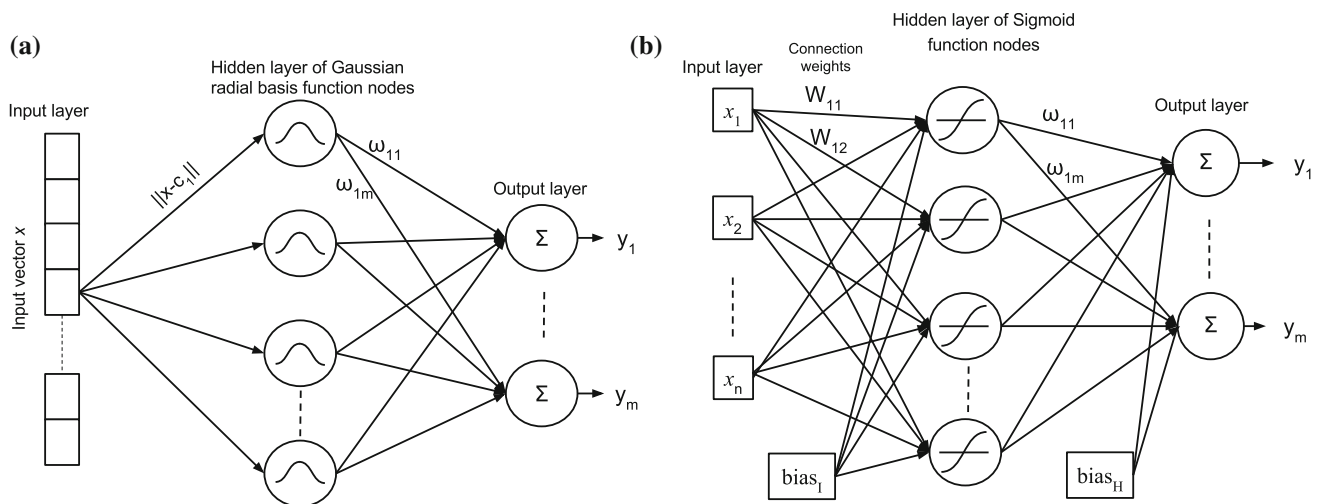 (a)
Hidden layer of Gaussian
radial basis function nodes
Input layer
Input vector x
||x-c₁||
ω₁₁
ω₁ₘ
Output layer
Σ
y₁
Σ
yₘ
(b)
Hidden layer of Sigmoid
function nodes
Connection
weights
Input layer
W₁₁
W₁₂
x₁
x₂
xₙ
bias_I
ω₁₁
ω₁ₘ
Output layer
Σ
y₁
Σ
yₘ
bias_H